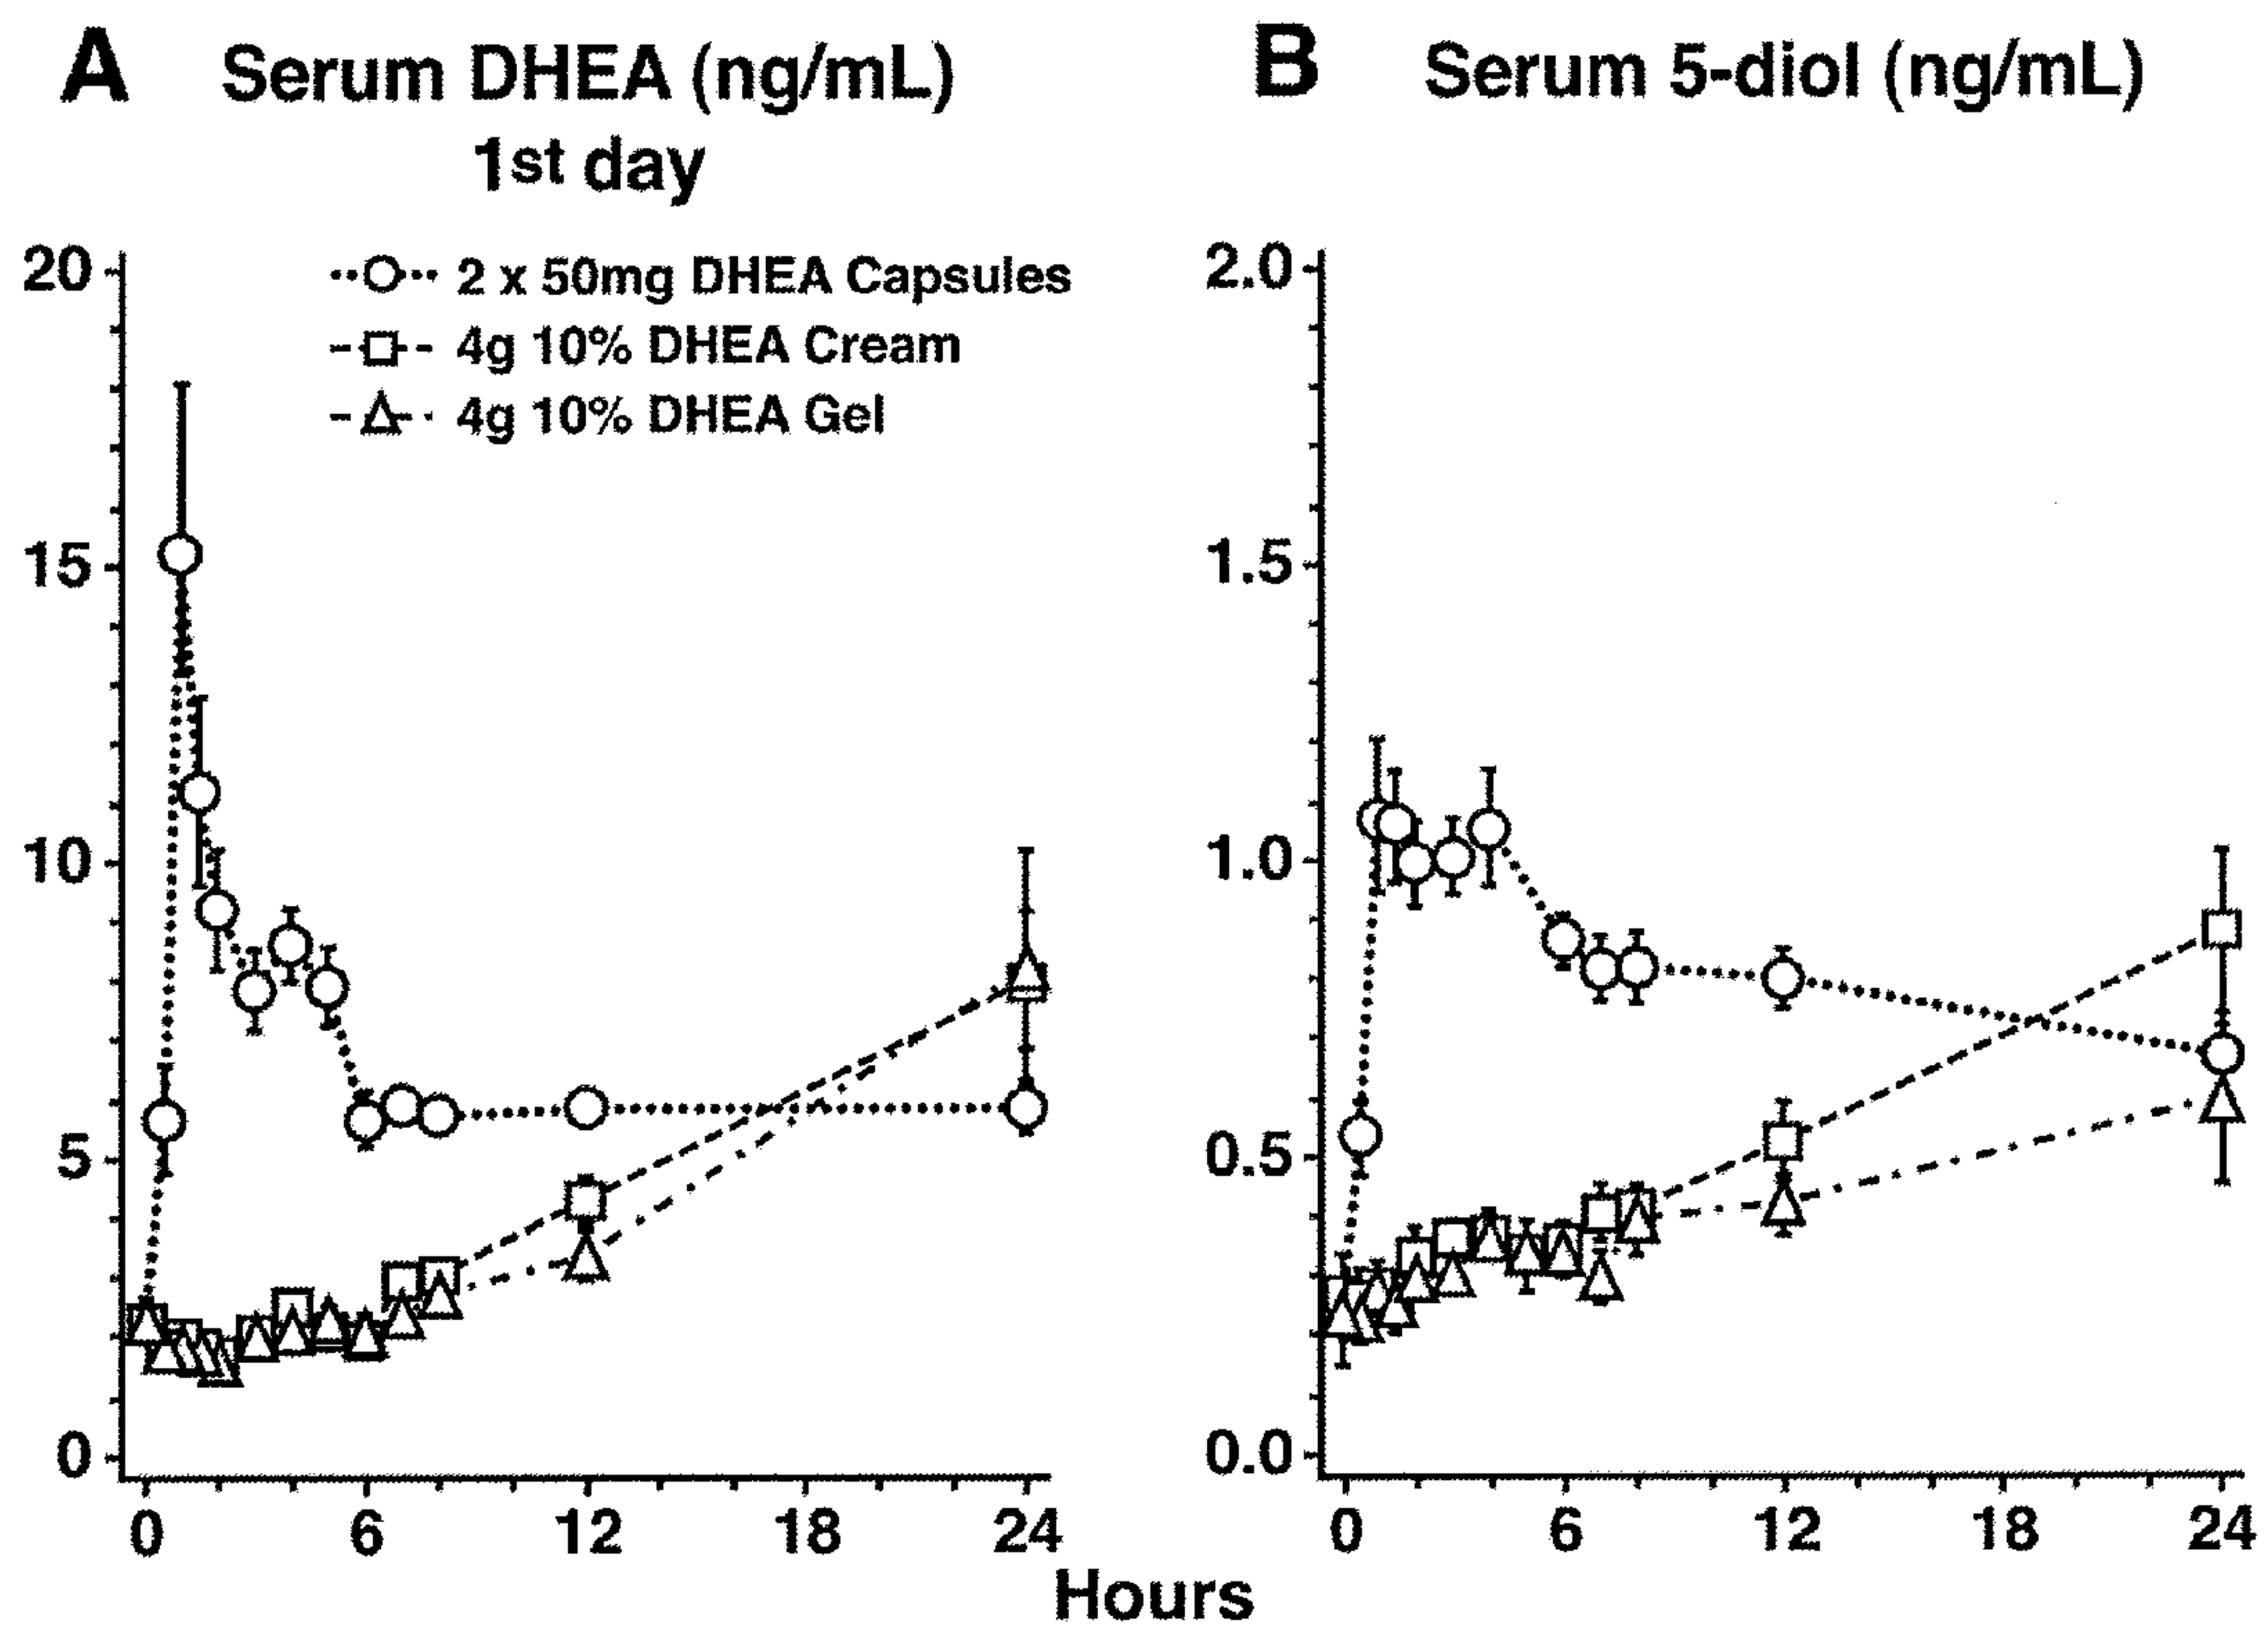 A Serum DHEA (ng/mL)
1st day
20
15
10
5
0
2 x 50mg DHEA Capsules
4g 10% DHEA Cream
4g 10% DHEA Gel
0 6 12 18 24
B Serum 5-diol (ng/mL)
2.0
1.5
1.0
0.5
0.0
0 6 12 18 24
Hours